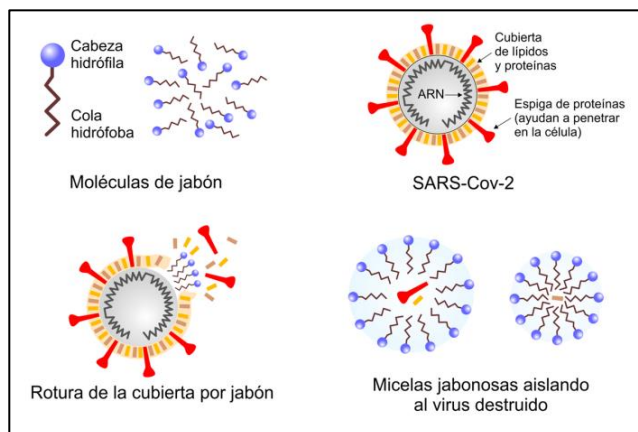 Cabeza
hidrófila
Cola
hidrófoba
Moléculas de jabón
Cubierta
de lípidos
y proteínas
ARN
Espiga de proteínas
(ayudan a penetrar
en la célula)
SARS-Cov-2
Rotura de la cubierta por jabón
Micelas jabonosas aislando
al virus destruido